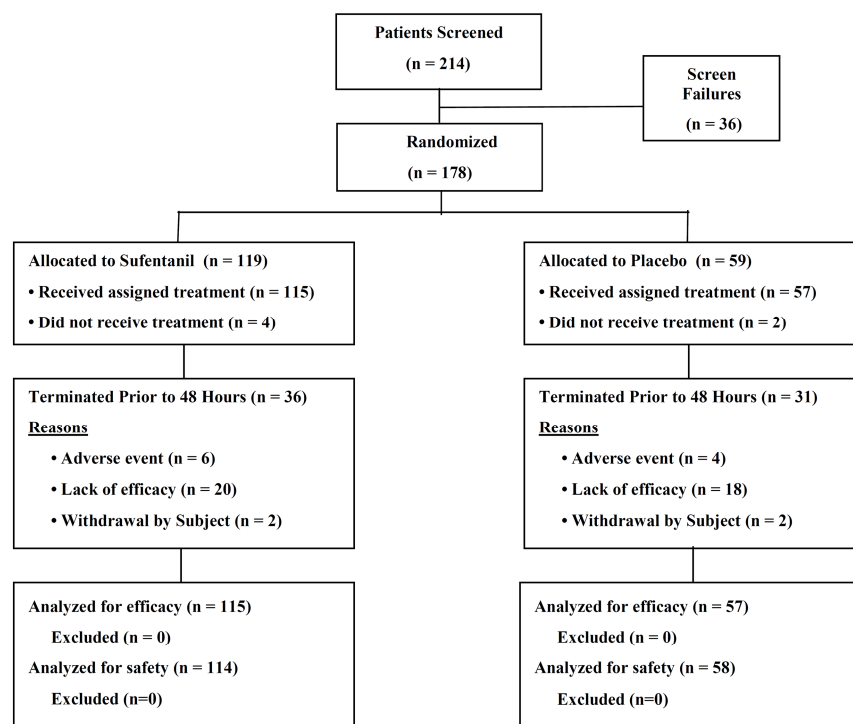 Patients Screened
(n = 214)
Screen
Failures
(n = 36)
Randomized
(n = 178)
Allocated to Sufentanil (n = 119)
• Received assigned treatment (n = 115)
• Did not receive treatment (n = 4)
Allocated to Placebo (n = 59)
• Received assigned treatment (n = 57)
• Did not receive treatment (n = 2)
Terminated Prior to 48 Hours (n = 36)
Reasons
• Adverse event (n = 6)
• Lack of efficacy (n = 20)
• Withdrawal by Subject (n = 2)
Terminated Prior to 48 Hours (n = 31)
Reasons
• Adverse event (n = 4)
• Lack of efficacy (n = 18)
• Withdrawal by Subject (n = 2)
Analyzed for efficacy (n = 115)
Excluded (n = 0)
Analyzed for safety (n = 114)
Excluded (n=0)
Analyzed for efficacy (n = 57)
Excluded (n = 0)
Analyzed for safety (n = 58)
Excluded (n=0)